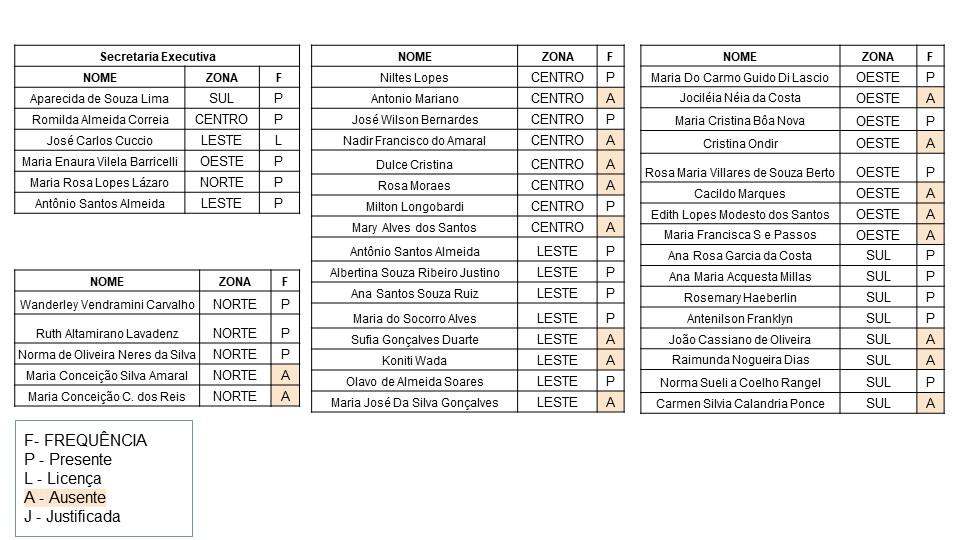 Secretaria Executiva
NOME ZONA F
Aparecida de Souza Lima SUL P
Romilda Almeida Correia CENTRO P
José Carlos Cuccio LESTE L
Maria Enaura Vilela Barricelli OESTE P
Maria Rosa Lopes Lázaro NORTE P
Antônio Santos Almeida LESTE P
NOME ZONA F
Wanderley Vendramini Carvalho NORTE P
Ruth Altamirano Lavadenz NORTE P
Norma de Oliveira Neres da Silva NORTE P
Maria Conceição Silva Amaral NORTE A
Maria Conceição C. dos Reis NORTE A
F- FREQUÊNCIA
P - Presente
L - Licença
A - Ausente
J - Justificada
NOME ZONA F
Niltes Lopes CENTRO P
Antonio Mariano CENTRO A
José Wilson Bernardes CENTRO P
Nadir Francisco do Amaral CENTRO A
Dulce Cristina CENTRO A
Rosa Moraes CENTRO A
Milton Longobardi CENTRO P
Mary Alves dos Santos CENTRO A
Antônio Santos Almeida LESTE P
Albertina Souza Ribeiro Justino LESTE P
Ana Santos Souza Ruiz LESTE P
Maria do Socorro Alves LESTE P
Sufia Gonçalves Duarte LESTE A
Koniti Wada LESTE A
Olavo de Almeida Soares LESTE P
Maria José Da Silva Gonçalves LESTE A
NOME ZONA F
Maria Do Carmo Guido Di Lascio OESTE P
Jociléia Néia da Costa OESTE A
Maria Cristina Bôa Nova OESTE P
Cristina Ondir OESTE A
Rosa Maria Villares de Souza Berto OESTE P
Cacildo Marques OESTE A
Edith Lopes Modesto dos Santos OESTE A
Maria Francisca S e Passos OESTE A
Ana Rosa Garcia da Costa SUL P
Ana Maria Acquesta Millas SUL P
Rosemary Haeberlin SUL P
Antenilson Franklyn SUL P
João Cassiano de Oliveira SUL A
Raimunda Nogueira Dias SUL A
Norma Sueli a Coelho Rangel SUL P
Carmen Silvia Calandria Ponce SUL A